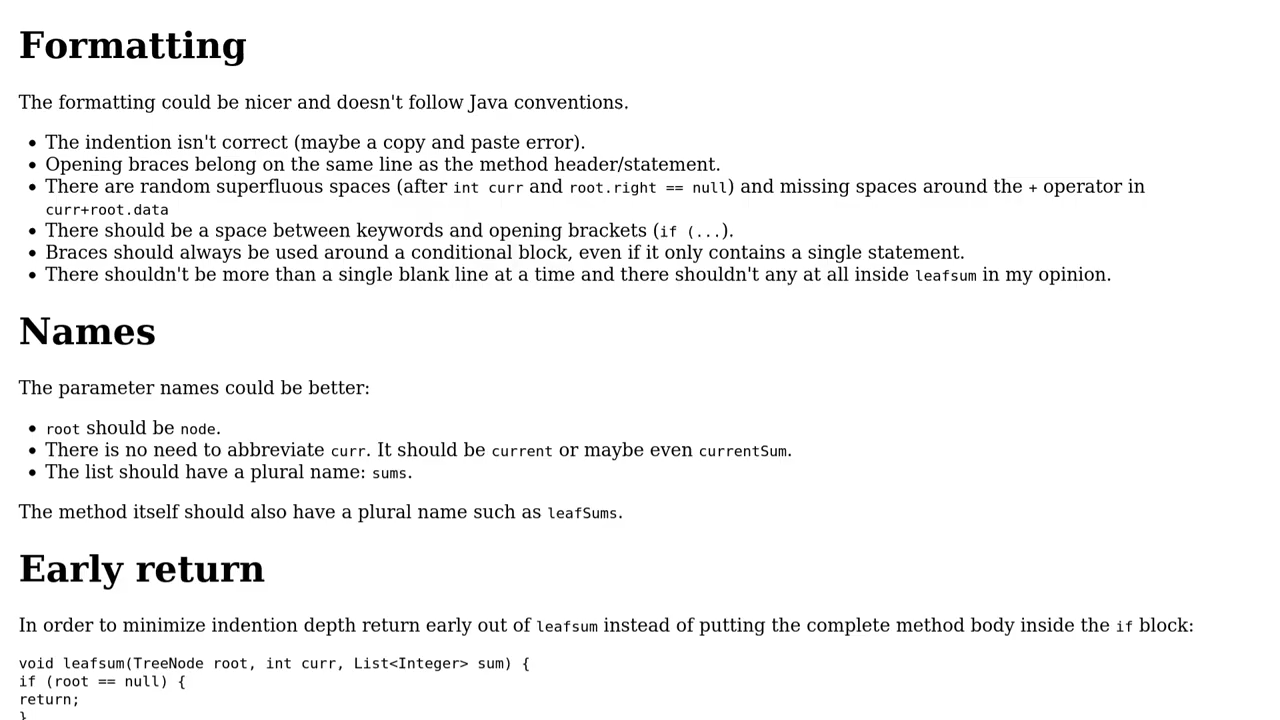 Formatting
The formatting could be nicer and doesn't follow Java conventions.
• The indention isn't correct (maybe a copy and paste error).
• Opening braces belong on the same line as the method header/statement.
• There are random superfluous spaces (after int curr and root.right == null) and missing spaces around the + operator in
curr+root.data
• There should be a space between keywords and opening brackets (if (...).
• Braces should always be used around a conditional block, even if it only contains a single statement.
• There shouldn't be more than a single blank line at a time and there shouldn't any at all inside leafsum in my opinion.
Names
The parameter names could be better:
• root should be node.
• There is no need to abbreviate curr. It should be current or maybe even currentSum.
• The list should have a plural name: sums.
The method itself should also have a plural name such as leafSums.
Early return
In order to minimize indention depth return early out of leafsum instead of putting the complete method body inside the if block:
void leafsum(TreeNode root, int curr, List<Integer> sum) {
if (root == null) {
return;
}